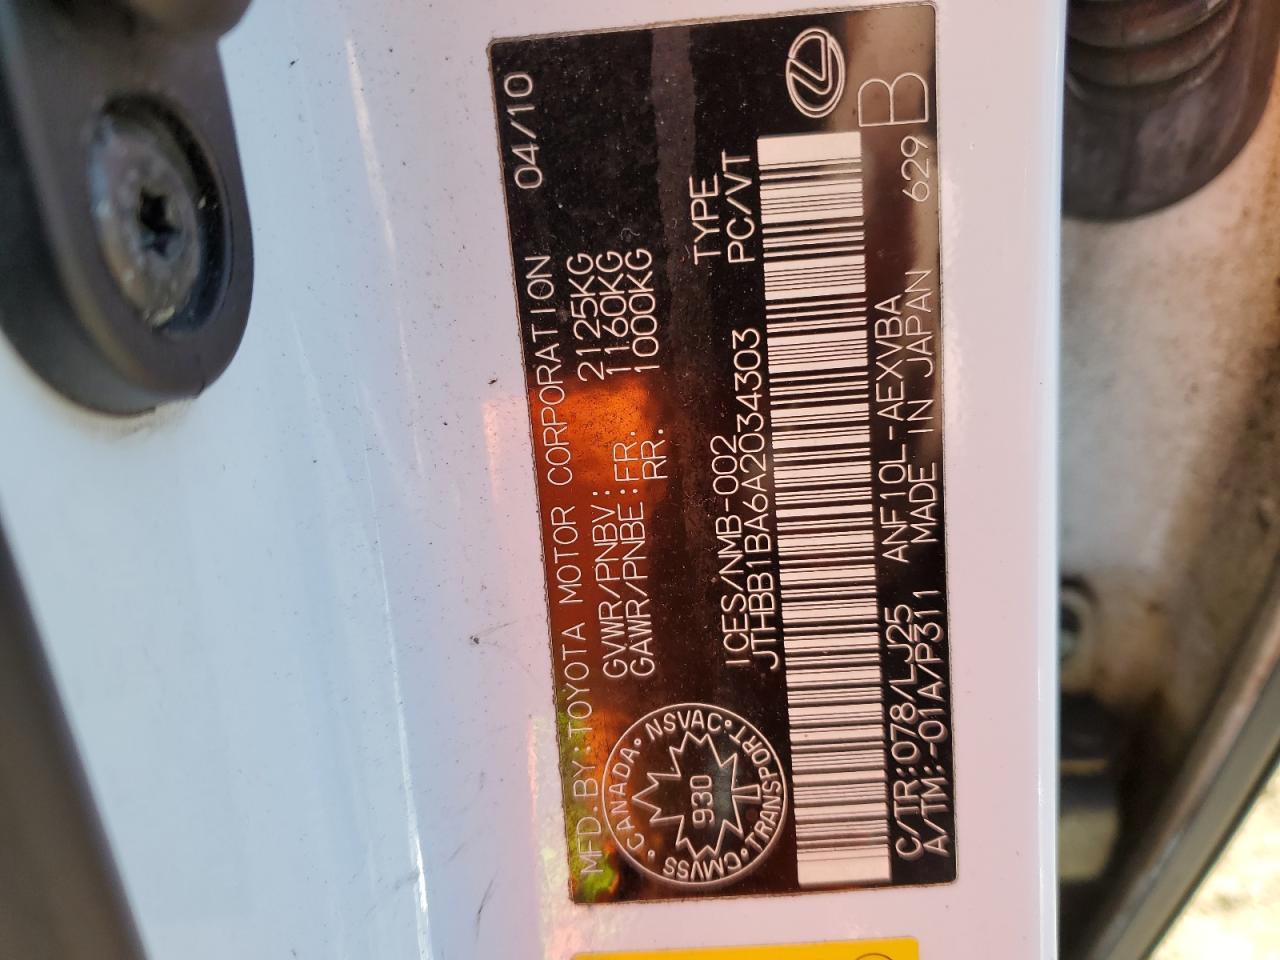 MFD. BY: TOYOTA MOTOR CORPORATION 04/10
GVWR/PNBV: 2125KG
GAWR/PNBE: FR. 1160KG
RR. 1000KG
CANADA • NSVAC • TRANSPORT • CMVSS •
930
ICES/NMB-002 TYPE
JTHBB1BA6A2034303 PC/VT
C/TR: 078/LJ25 ANF10L-AEXVBA 629
A/TM: -01A/P311 MADE IN JAPAN B